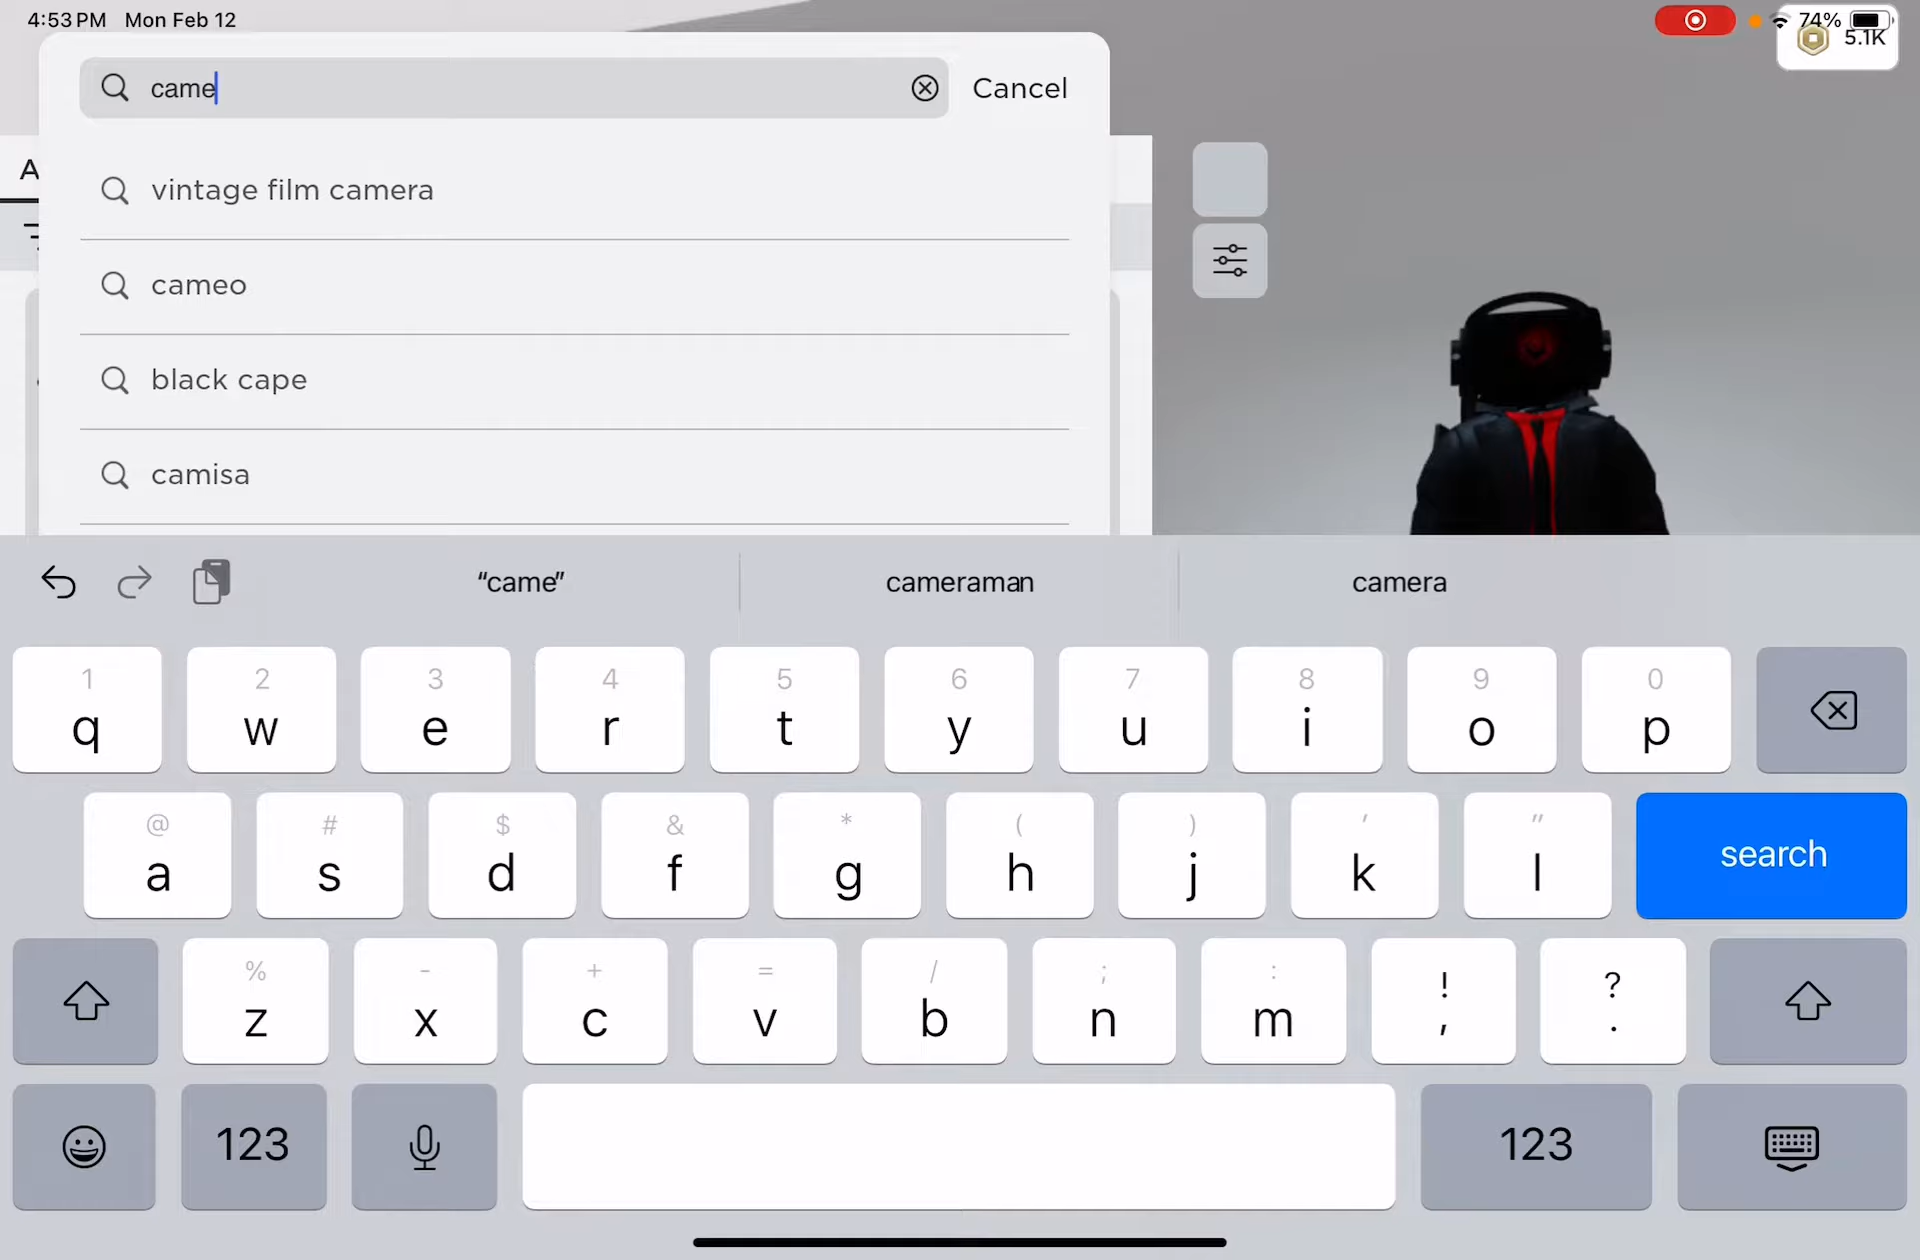 4:53 PM Mon Feb 12
74%
5.1K
came
Cancel
A
vintage film camera
cameo
black cape
camisa
“came” cameraman camera
1 2 3 4 5 6 7 8 9 0
q w e r t y u i o p
@ # $ & * ( ) ' "
a s d f g h j k l search
% - + = / ; : ! ?
z x c v b n m , .
123 123